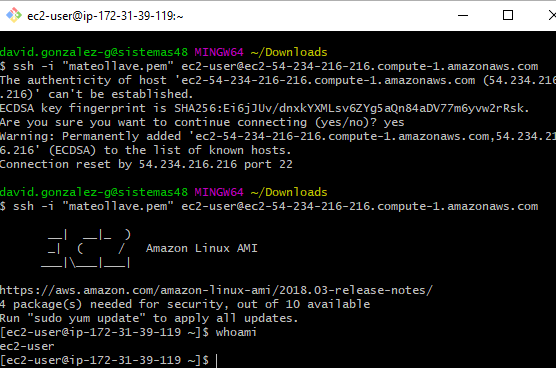 ec2-user@ip-172-31-39-119:~
david.gonzalez-g@sistemas48 MINGW64 ~/Downloads
$ ssh -i "mateollave.pem" ec2-user@ec2-54-234-216-216.compute-1.amazonaws.com
The authenticity of host 'ec2-54-234-216-216.compute-1.amazonaws.com (54.234.
216.216)' can't be established.
ECDSA key fingerprint is SHA256:Ei6jJUv/dnxkYXMLsv6ZYg5aQn84aDV77m6yvw2rRsk.
Are you sure you want to continue connecting (yes/no)? yes
Warning: Permanently added 'ec2-54-234-216-216.compute-1.amazonaws.com,54.234.21
6.216' (ECDSA) to the list of known hosts.
Connection reset by 54.234.216.216 port 22
david.gonzalez-g@sistemas48 MINGW64 ~/Downloads
$ ssh -i "mateollave.pem" ec2-user@ec2-54-234-216-216.compute-1.amazonaws.com
__|  __|_  )
_|  (     /   Amazon Linux AMI
___|\___|___|
https://aws.amazon.com/amazon-linux-ami/2018.03-release-notes/
4 package(s) needed for security, out of 10 available
Run "sudo yum update" to apply all updates.
[ec2-user@ip-172-31-39-119 ~]$ whoami
ec2-user
[ec2-user@ip-172-31-39-119 ~]$